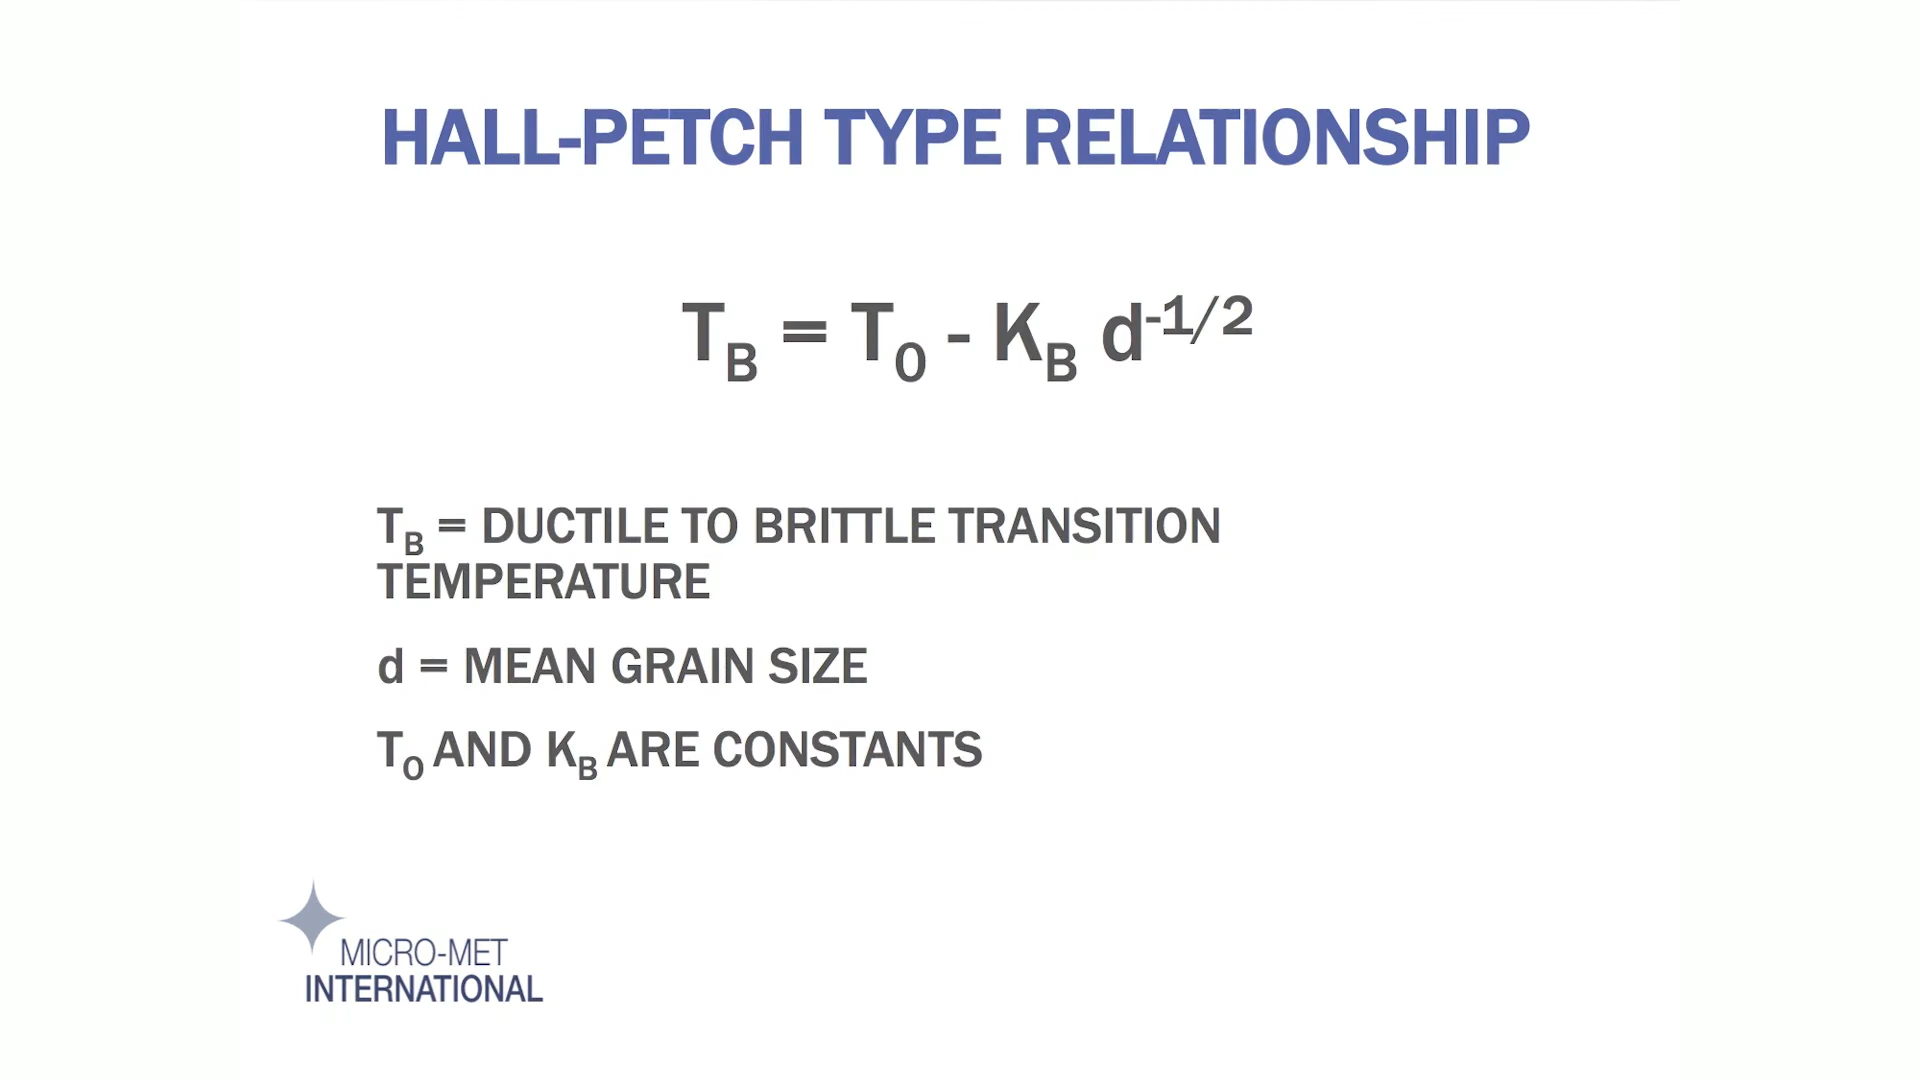 HALL-PETCH TYPE RELATIONSHIP
T_B = T_0 - K_B d^-1/2
T_B = DUCTILE TO BRITTLE TRANSITION
TEMPERATURE
d = MEAN GRAIN SIZE
T_0 AND K_B ARE CONSTANTS
MICRO-MET
INTERNATIONAL